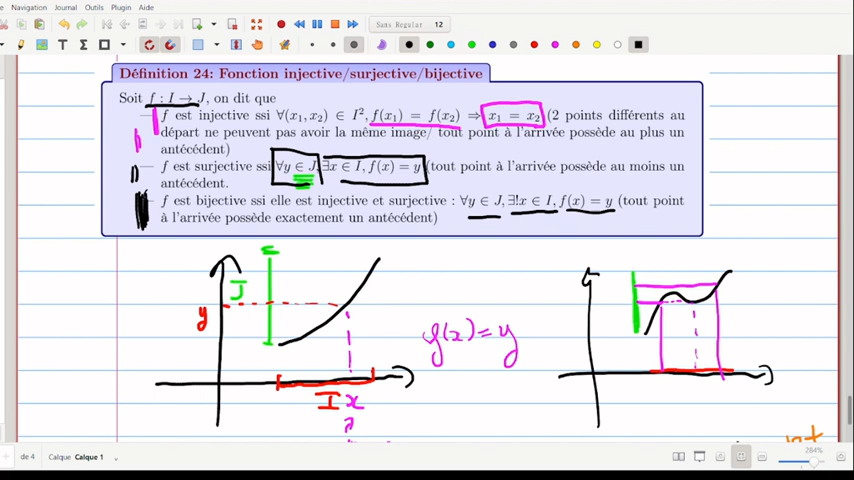 Navigation Journal Outils Plugin Aide
Sans Regular 12
Définition 24: Fonction injective/surjective/bijective
Soit f : I → J, on dit que
— f est injective ssi ∀(x₁, x₂) ∈ I², f(x₁) = f(x₂) ⇒ x₁ = x₂ (2 points différents au
départ ne peuvent pas avoir la même image/ tout point à l'arrivée possède au plus un
antécédent)
— f est surjective ssi ∀y ∈ J, ∃x ∈ I, f(x) = y (tout point à l'arrivée possède au moins un
antécédent.
— f est bijective ssi elle est injective et surjective : ∀y ∈ J, ∃!x ∈ I, f(x) = y (tout point
à l'arrivée possède exactement un antécédent)
J
y
f(x) = y
I x
de 4 Calque Calque 1
284%